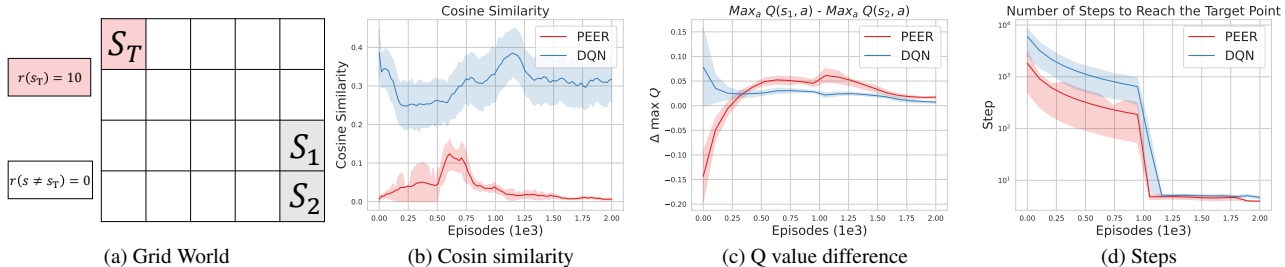 S_T
r(s_T) = 10
S_1
r(s ≠ s_T) = 0
S_2
(a) Grid World
Cosine Similarity
PEER
DQN
Cosine Similarity
0.4
0.3
0.2
0.1
0.0
0.00 0.25 0.50 0.75 1.00 1.25 1.50 1.75 2.00
Episodes (1e3)
(b) Cosin similarity
Max_a Q(s_1, a) - Max_a Q(s_2, a)
PEER
DQN
Δ max Q
0.15
0.10
0.05
0.00
−0.05
−0.10
−0.15
−0.20
0.00 0.25 0.50 0.75 1.00 1.25 1.50 1.75 2.00
Episodes (1e3)
(c) Q value difference
Number of Steps to Reach the Target Point
PEER
DQN
Step
10^4
10^3
10^2
10^1
0.00 0.25 0.50 0.75 1.00 1.25 1.50 1.75 2.00
Episodes (1e3)
(d) Steps